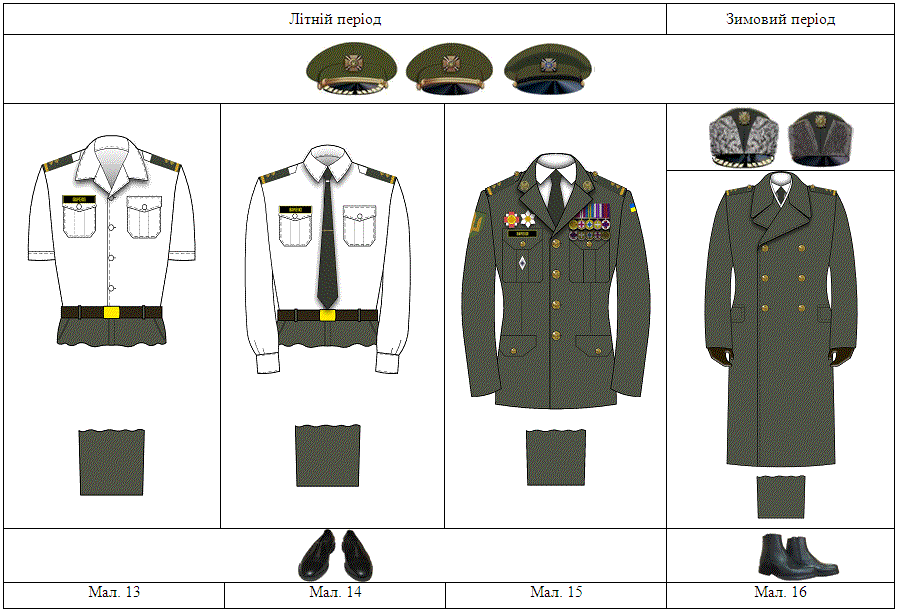 Літній період
Зимовий період
Мал. 13
Мал. 14
Мал. 15
Мал. 16